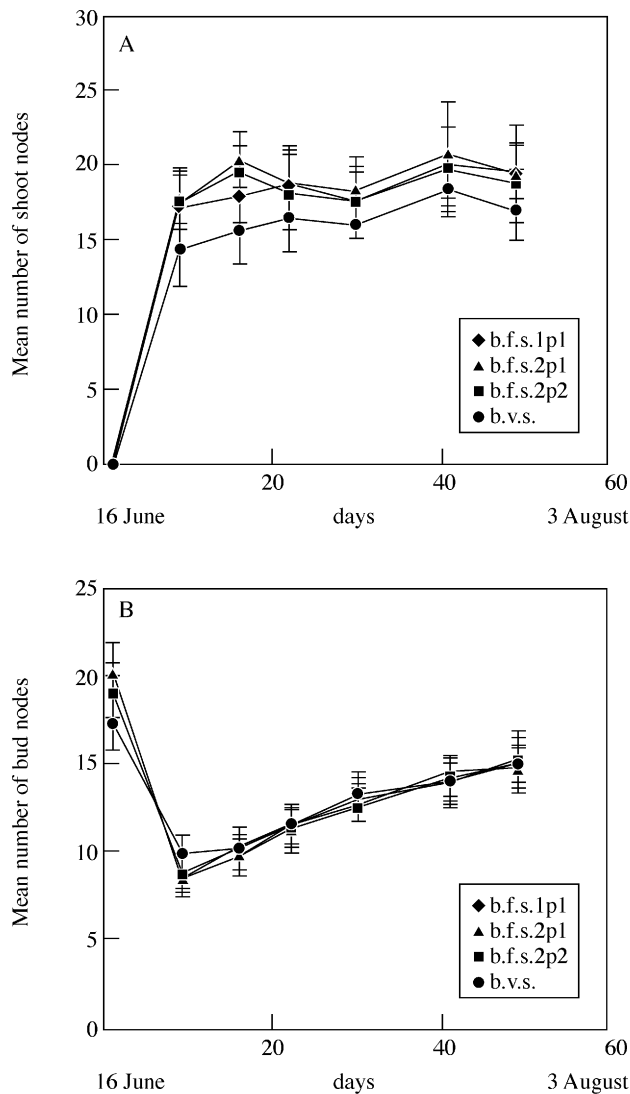 30
A
25
20
15
10
5
0
Mean number of shoot nodes
b.f.s.1p1
b.f.s.2p1
b.f.s.2p2
b.v.s.
20 40 60
16 June days 3 August
25
B
20
15
10
5
0
Mean number of bud nodes
b.f.s.1p1
b.f.s.2p1
b.f.s.2p2
b.v.s.
20 40 60
16 June days 3 August